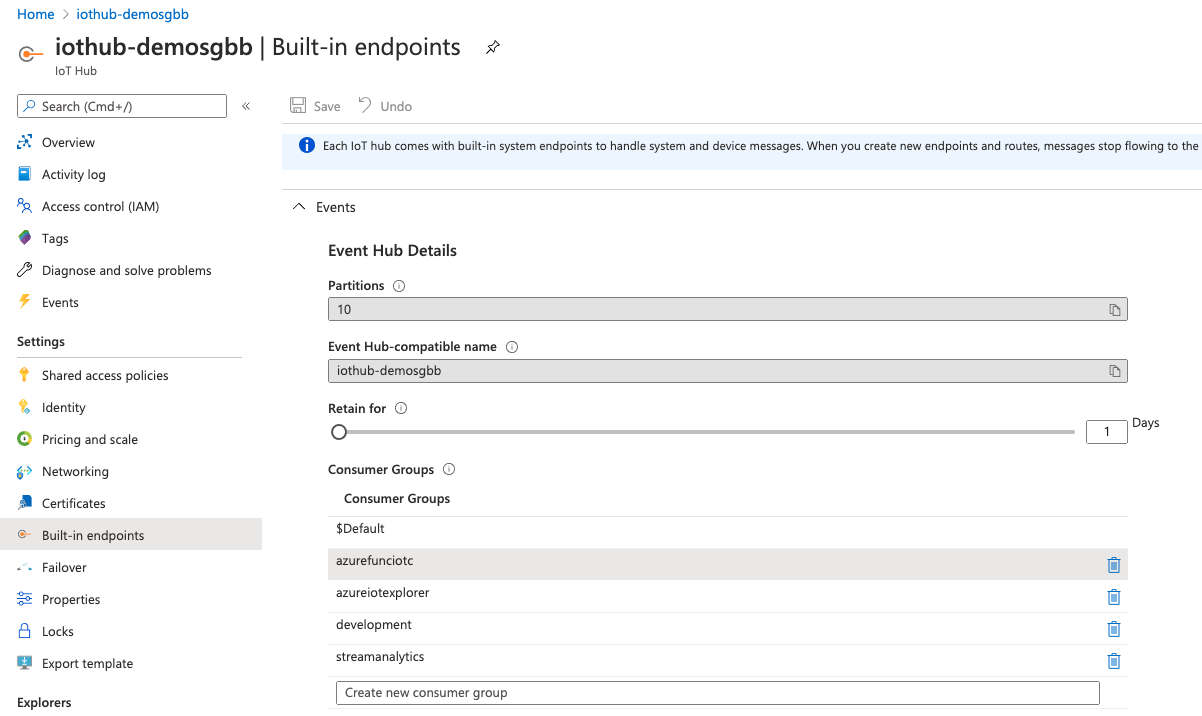 Home > iothub-demosgbb
iothub-demosgbb | Built-in endpoints
IoT Hub
Search (Cmd+/)
«
Save
Undo
Each IoT hub comes with built-in system endpoints to handle system and device messages. When you create new endpoints and routes, messages stop flowing to the
Overview
Activity log
Access control (IAM)
Tags
Diagnose and solve problems
Events
Settings
Shared access policies
Identity
Pricing and scale
Networking
Certificates
Built-in endpoints
Failover
Properties
Locks
Export template
Explorers
Events
Event Hub Details
Partitions
10
Event Hub-compatible name
iothub-demosgbb
Retain for
1 Days
Consumer Groups
Consumer Groups
$Default
azurefunciotc
azureiotexplorer
development
streamanalytics
Create new consumer group